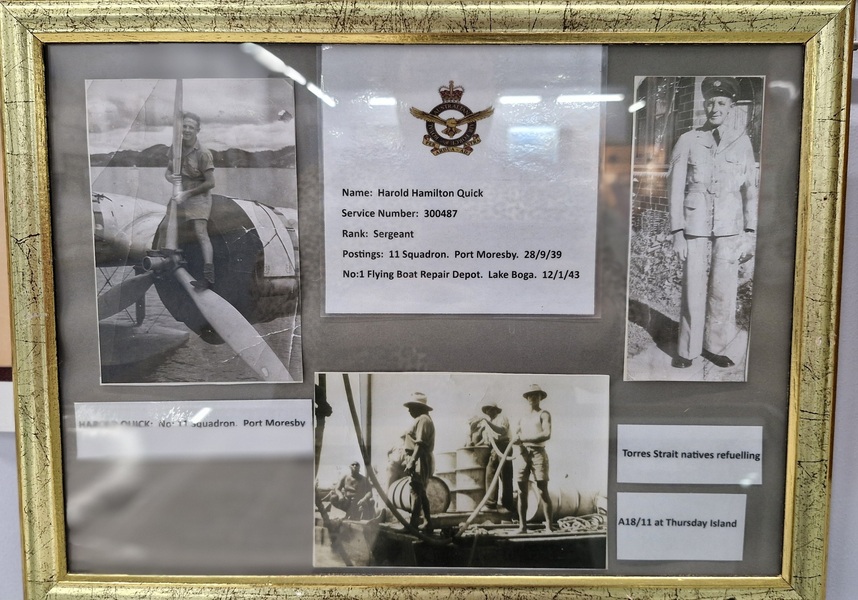 Name: Harold Hamilton Quick
Service Number: 300487
Rank: Sergeant
Postings: 11 Squadron. Port Moresby. 28/9/39
No:1 Flying Boat Repair Depot. Lake Boga. 12/1/43
HAROLD QUICK: No: 11 Squadron. Port Moresby
Torres Strait natives refuelling
A18/11 at Thursday Island